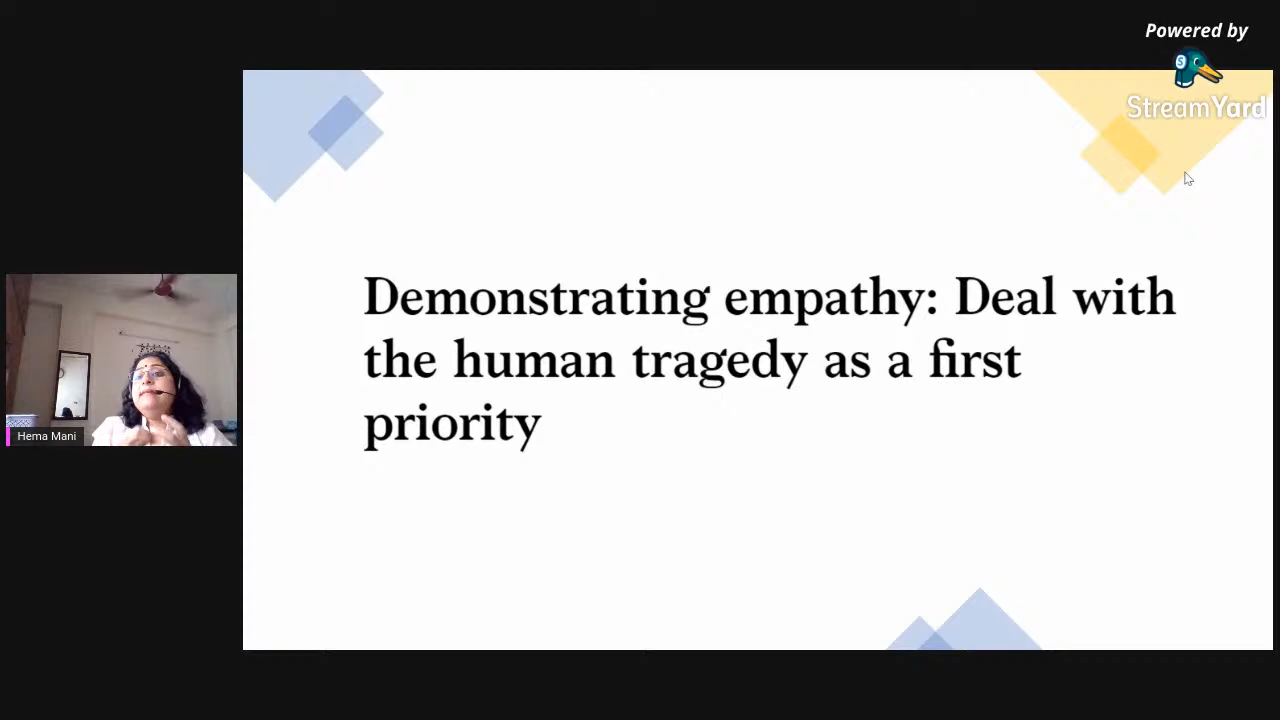 Powered by
StreamYard
Demonstrating empathy: Deal with
the human tragedy as a first
priority
Hema Mani